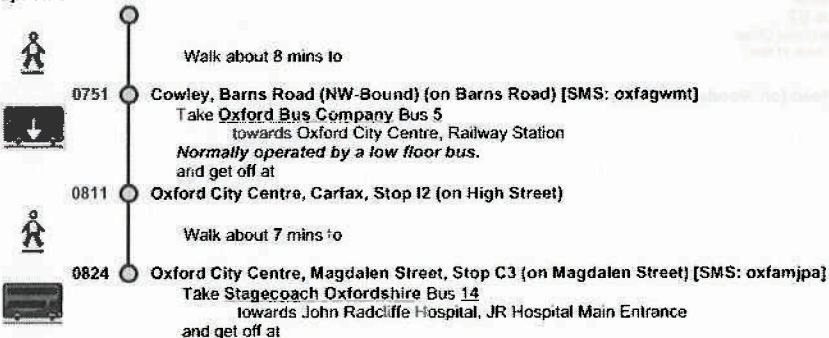 Walk about 8 mins to
0751 Cowley, Barns Road (NW-Bound) (on Barns Road) [SMS: oxfagwmt]
Take Oxford Bus Company Bus 5
towards Oxford City Centre, Railway Station
Normally operated by a low floor bus.
and get off at
0811 Oxford City Centre, Carfax, Stop I2 (on High Street)
Walk about 7 mins to
0824 Oxford City Centre, Magdalen Street, Stop C3 (on Magdalen Street) [SMS: oxfamjpa]
Take Stagecoach Oxfordshire Bus 14
towards John Radcliffe Hospital, JR Hospital Main Entrance
and get off at